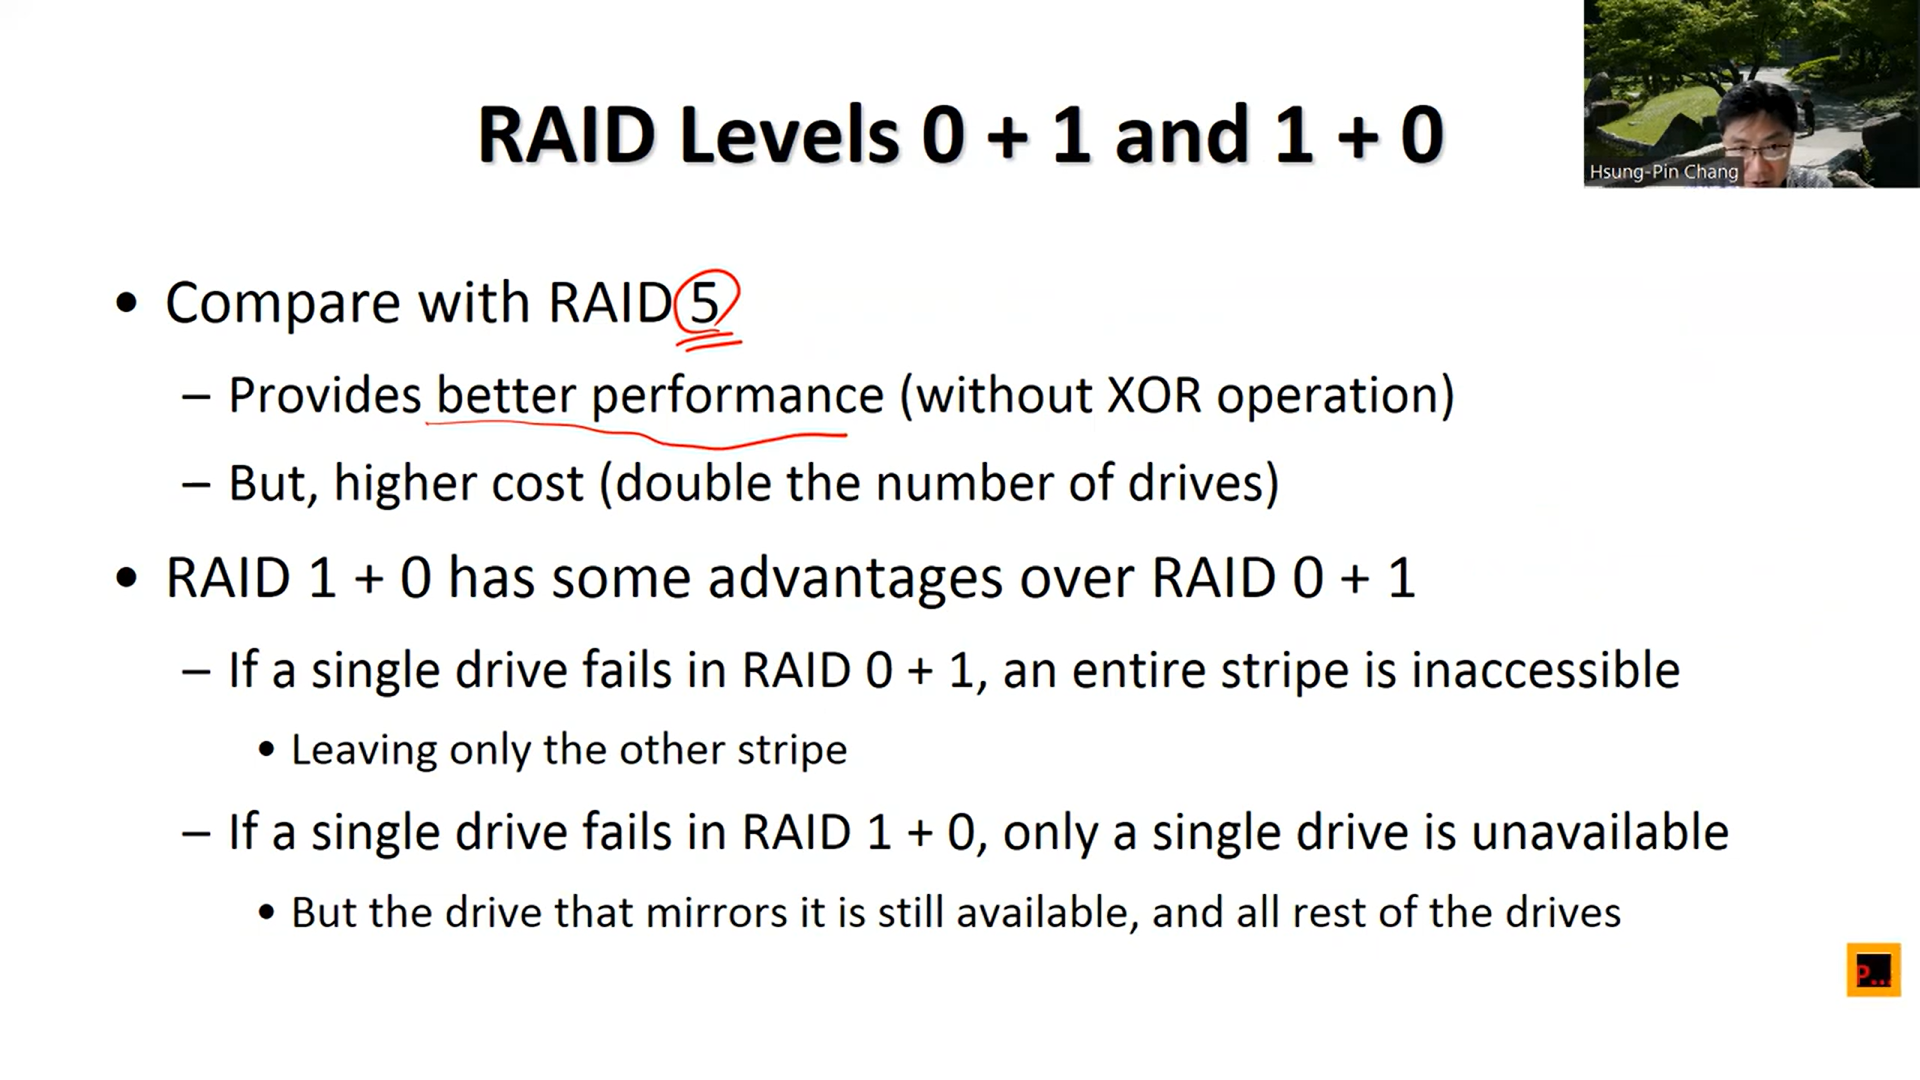 RAID Levels 0 + 1 and 1 + 0
Hsung-Pin Chang
• Compare with RAID 5
– Provides better performance (without XOR operation)
– But, higher cost (double the number of drives)
• RAID 1 + 0 has some advantages over RAID 0 + 1
– If a single drive fails in RAID 0 + 1, an entire stripe is inaccessible
• Leaving only the other stripe
– If a single drive fails in RAID 1 + 0, only a single drive is unavailable
• But the drive that mirrors it is still available, and all rest of the drives
P...